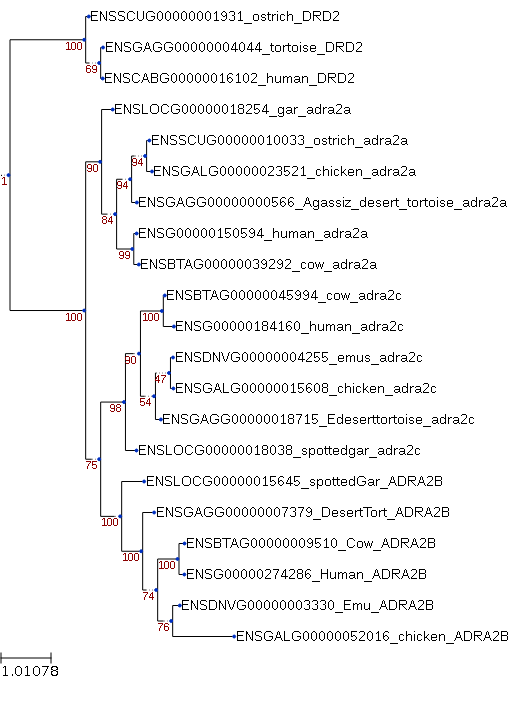 ENSSCUG00000001931_ostrich_DRD2
100
ENSGAGG00000004044_tortoise_DRD2
69
ENSCABG00000016102_human_DRD2
ENSLOCG00000018254_gar_adra2a
ENSSCUG00000010033_ostrich_adra2a
94
90
ENSGALG00000023521_chicken_adra2a
1
94
ENSGAGG00000000566_Agassiz_desert_tortoise_adra2a
84
ENSG00000150594_human_adra2a
99
ENSBTAG00000039292_cow_adra2a
ENSBTAG00000045994_cow_adra2c
100
100
ENSG00000184160_human_adra2c
ENSDNVG00000004255_emus_adra2c
90
47
ENSGALG00000015608_chicken_adra2c
54
98
ENSGAGG00000018715_Edeserttortoise_adra2c
ENSLOCG00000018038_spottedgar_adra2c
75
ENSLOCG00000015645_spottedGar_ADRA2B
ENSGAGG00000007379_DesertTort_ADRA2B
100
ENSBTAG00000009510_Cow_ADRA2B
100
100
ENSG00000274286_Human_ADRA2B
74
ENSDNVG00000003330_Emu_ADRA2B
76
ENSGALG00000052016_chicken_ADRA2B
1.01078